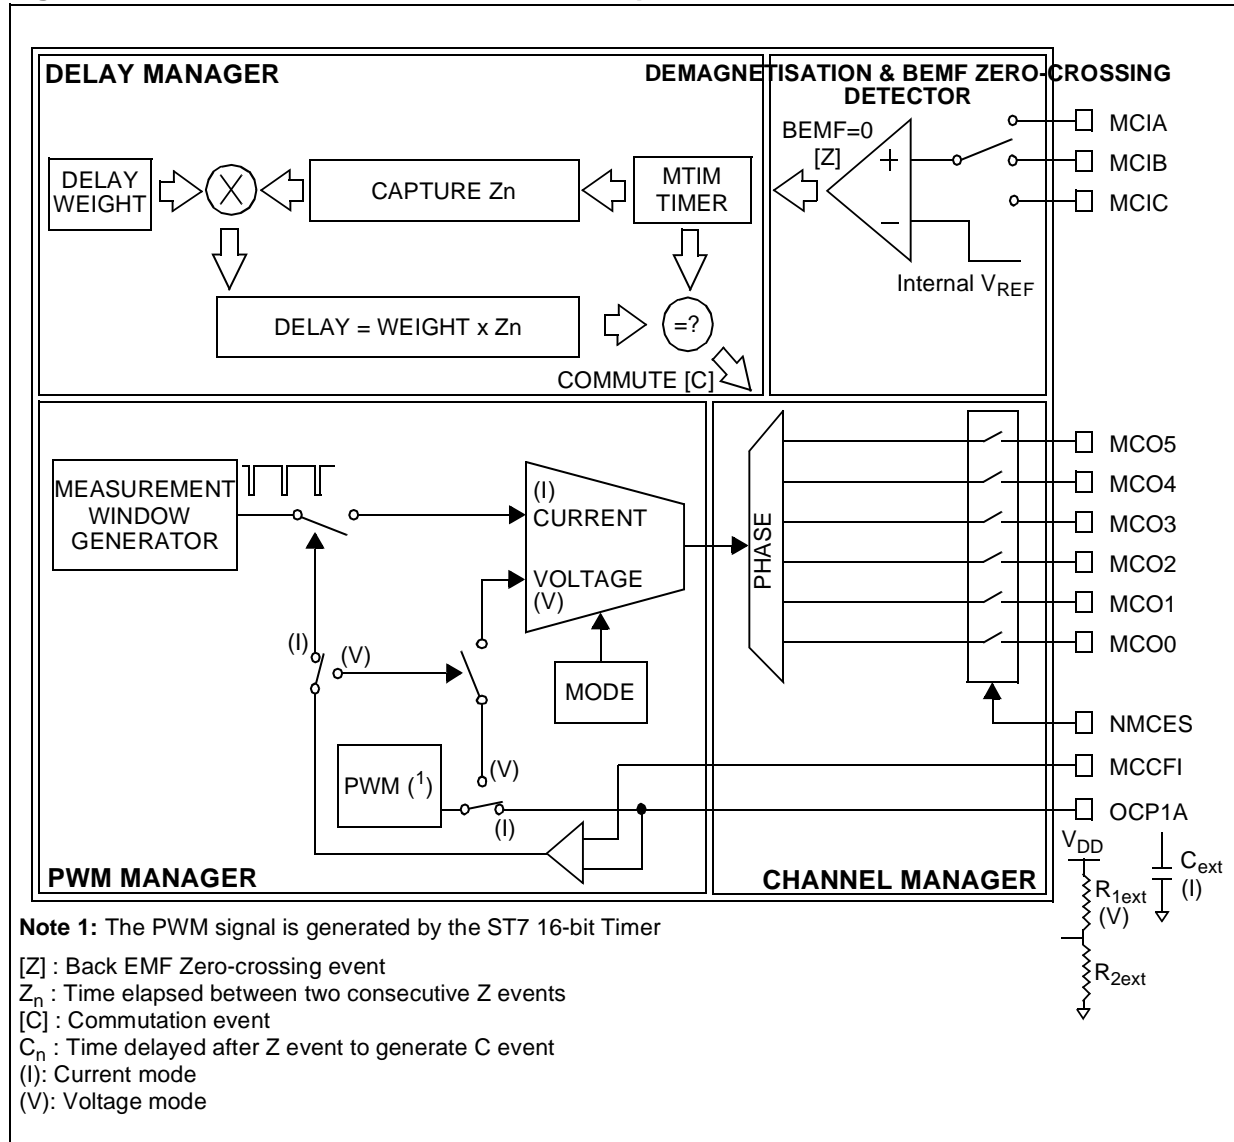 DELAY MANAGER
DEMAGNETISATION & BEMF ZERO-CROSSING
DETECTOR
BEMF=0
[Z]
+
−
Internal VREF
MCIA
MCIB
MCIC
DELAY
WEIGHT
X
CAPTURE Zn
MTIM
TIMER
DELAY = WEIGHT x Zn
=?
COMMUTE [C]
MEASUREMENT
WINDOW
GENERATOR
(I)
CURRENT
VOLTAGE
(V)
(I)
(V)
MODE
PWM (1)
(V)
(I)
PWM MANAGER
PHASE
CHANNEL MANAGER
MCO5
MCO4
MCO3
MCO2
MCO1
MCO0
NMCES
MCCFI
OCP1A
VDD
R1ext
(V)
R2ext
Cext
(I)
Note 1: The PWM signal is generated by the ST7 16-bit Timer
[Z] : Back EMF Zero-crossing event
Zn : Time elapsed between two consecutive Z events
[C] : Commutation event
Cn : Time delayed after Z event to generate C event
(I): Current mode
(V): Voltage mode